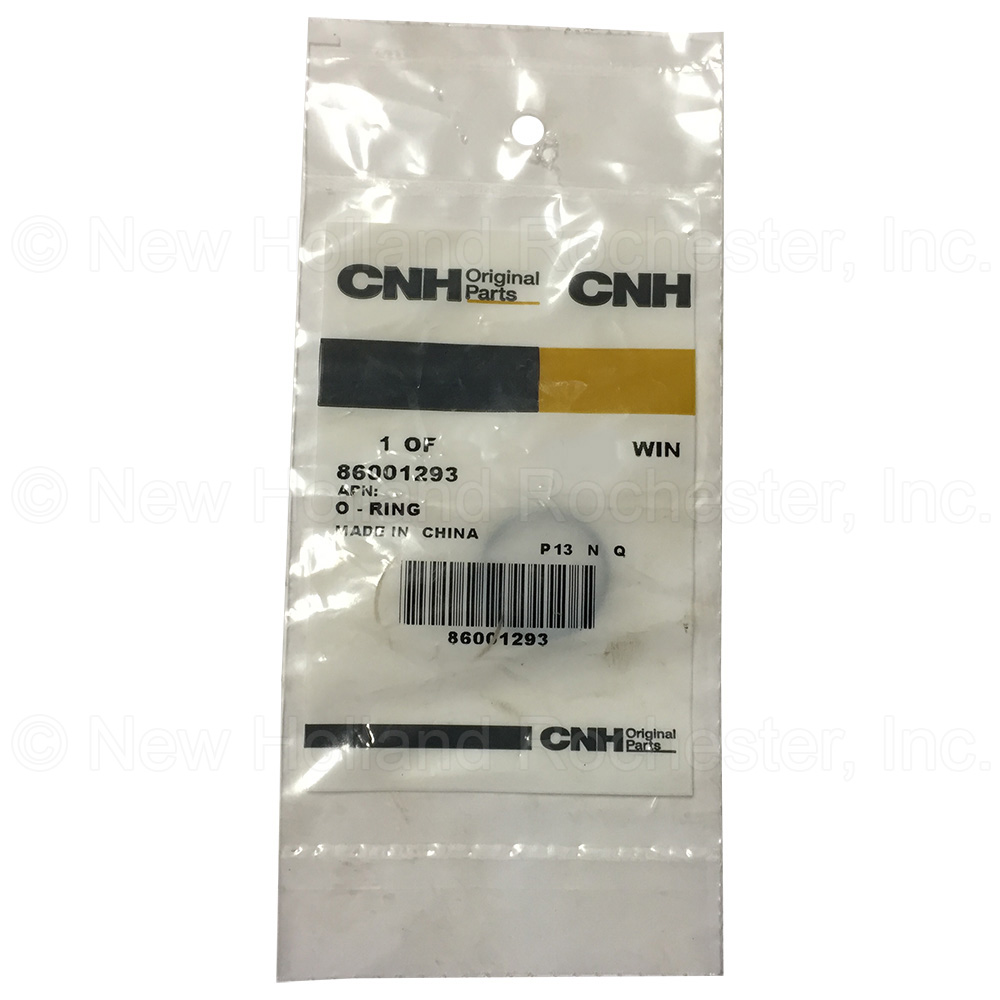 © New Holland Rochester, Inc.
CNH Original Parts CNH
1 OF WIN
86001293
APN:
O - RING
MADE IN CHINA
P13 N Q
© New Holland Rochester, Inc.
86001293
CNH Original Parts
© New Holland Rochester, Inc.